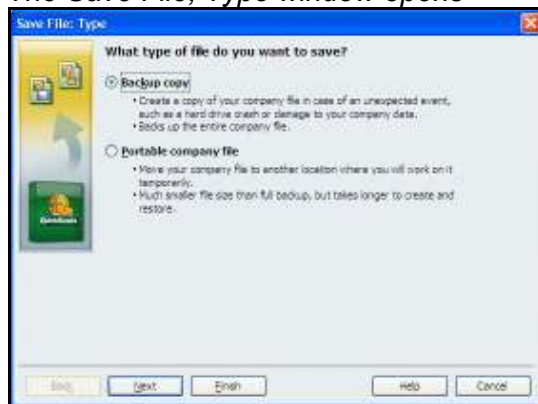 The Save File; Type window opens
Save File: Type
What type of file do you want to save?
Backup copy
• Create a copy of your company file in case of an unexpected event,
such as a hard drive crash or damage to your company data.
• Backs up the entire company file.
Portable company file
• Move your company file to another location where you will work on it
temporarily.
• Much smaller file size than full backup, but takes longer to create and
restore.
QuickBooks
Back
Next
Finish
Help
Cancel